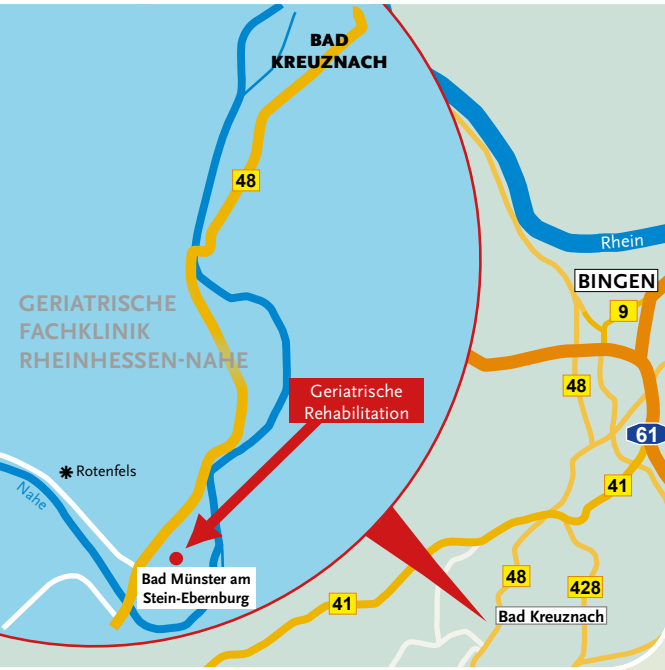 BAD
KREUZNACH
48
Rhein
BINGEN
9
GERIATRISCHE
FACHKLINIK
RHEINHESSEN-NAHE
Geriatrische
Rehabilitation
48
61
Rotenfels
Nahe
41
Bad Münster am
Stein-Ebernburg
48
428
41
Bad Kreuznach